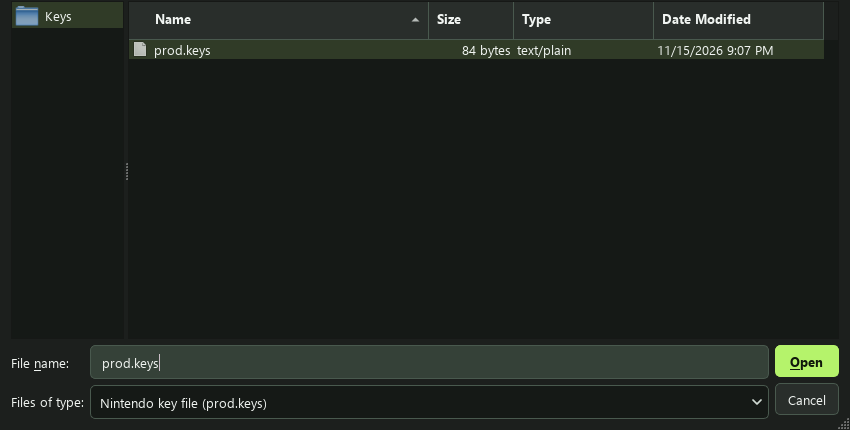 Keys
Name Size Type Date Modified
prod.keys 84 bytes text/plain 11/15/2026 9:07 PM
File name: prod.keys Open
Files of type: Nintendo key file (prod.keys) Cancel